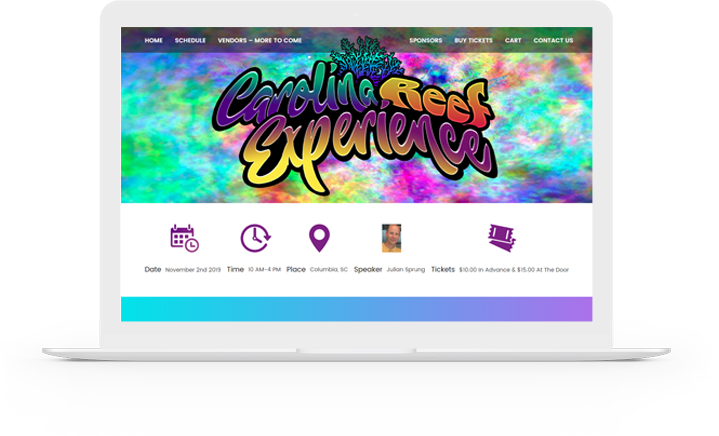 HOME SCHEDULE VENDORS – MORE TO COME SPONSORS BUY TICKETS CART CONTACT US
Carolina Reef
Experience
Date November 2nd 2019 Time 10 AM-4 PM Place Columbia, SC Speaker Julian Sprung Tickets $10.00 In Advance & $15.00 At The Door